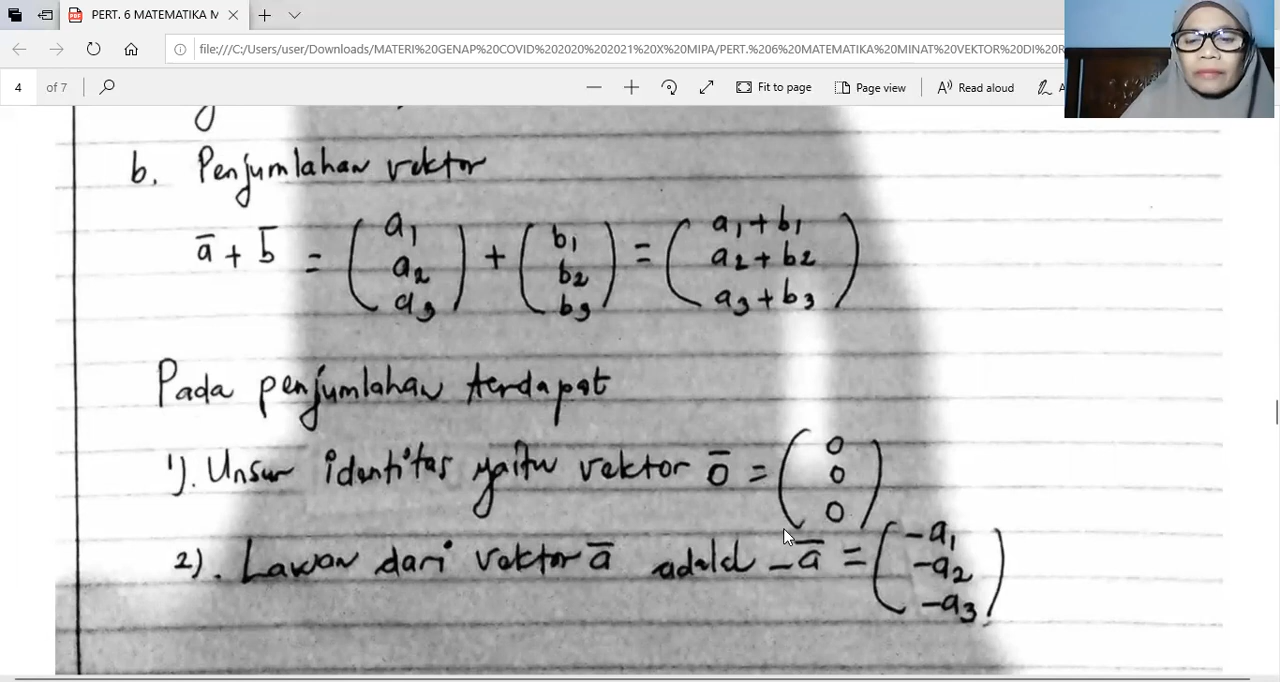 PERT. 6 MATEMATIKA M
file:///C:/Users/user/Downloads/MATERI%20GENAP%20COVID%202020%202021%20X%20MIPA/PERT.%206%20MATEMATIKA%20MINAT%20VEKTOR%20DI%20R
4 of 7 Fit to page Page view Read aloud
b. Penjumlahan vektor
a̅ + b̅ = (a₁ a₂ a₃) + (b₁ b₂ b₃) = (a₁+b₁ a₂+b₂ a₃+b₃)
Pada penjumlahan terdapat
1). Unsur identitas yaitu vektor o̅ = (0 0 0)
2). Lawan dari vektor a̅ adalah -a̅ = (-a₁ -a₂ -a₃)